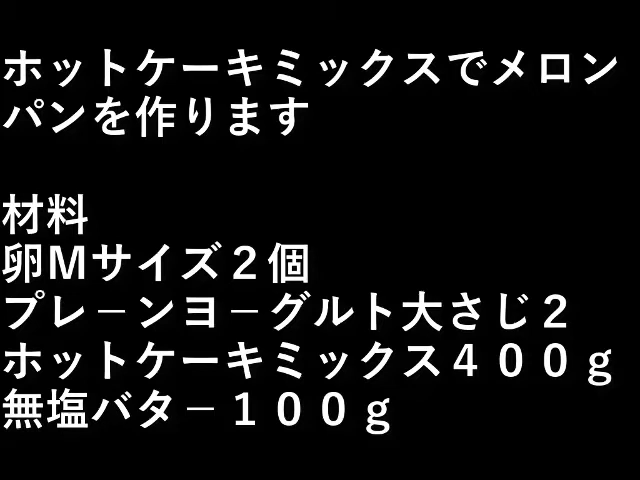 ホットケーキミックスでメロン
パンを作ります
材料
卵Mサイズ２個
プレ−ンヨ−グルト大さじ２
ホットケーキミックス４００ｇ
無塩バタ−１００ｇ